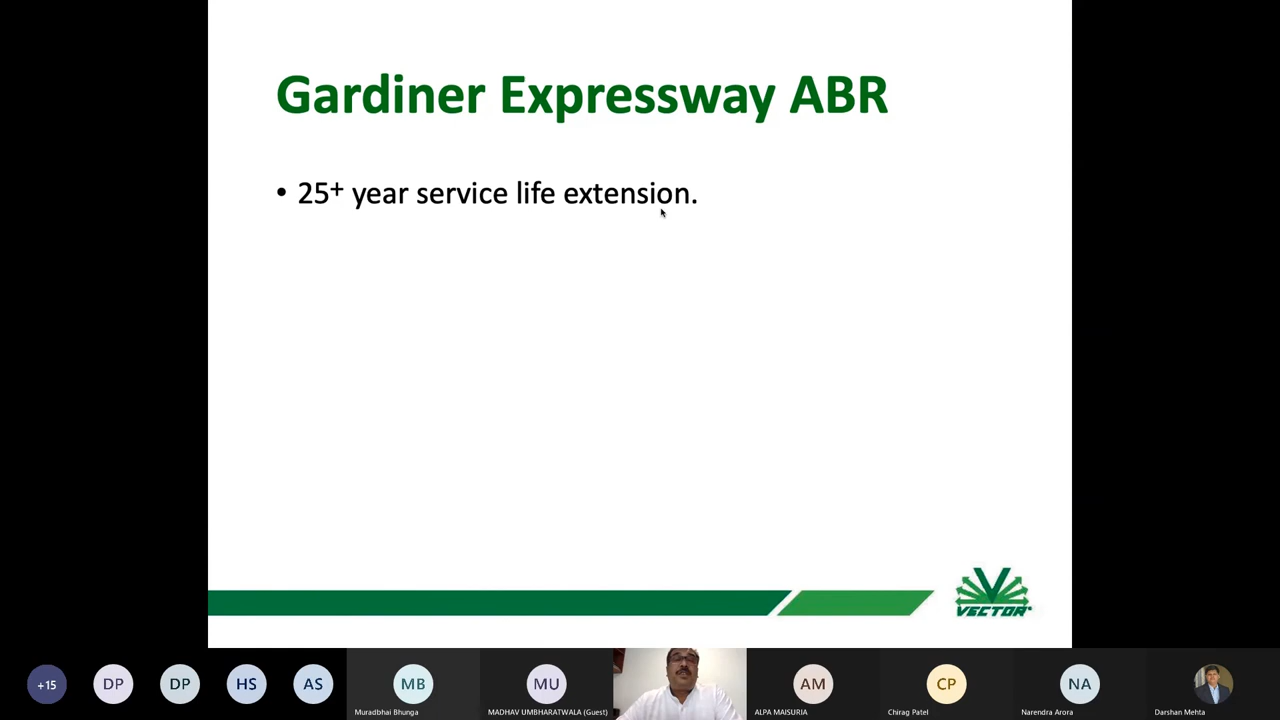 Gardiner Expressway ABR
• 25+ year service life extension.
VECTOR
+15
DP
DP
HS
AS
MB
MU
AM
CP
NA
Muradbhai Bhunga
MADHAV UMBHARATWALA (Guest)
ALPA MAISURIA
Chirag Patel
Narendra Arora
Darshan Mehta